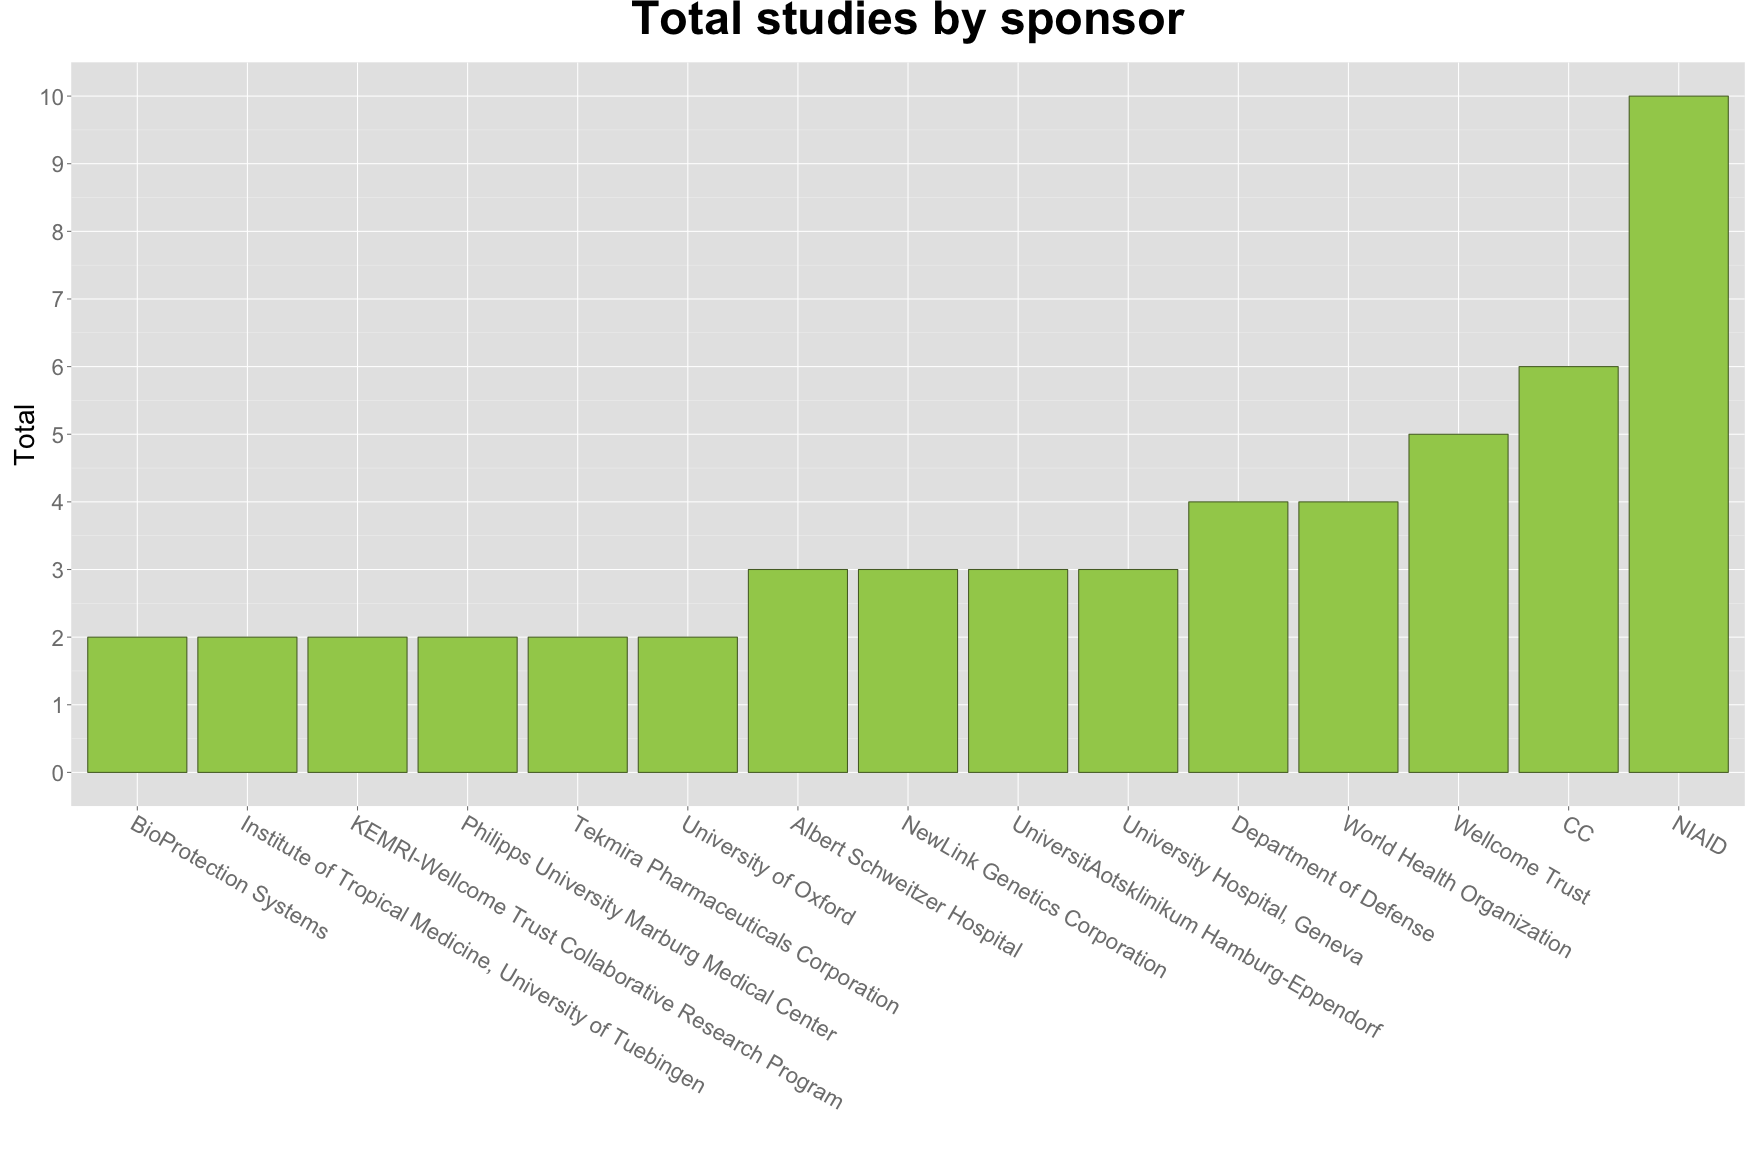 Total studies by sponsor
Total
10
9
8
7
6
5
4
3
2
1
0
BioProtection Systems
Institute of Tropical Medicine, University of Tuebingen
KEMRI-Wellcome Trust Collaborative Research Program
Philipps University Marburg Medical Center
Tekmira Pharmaceuticals Corporation
University of Oxford
Albert Schweitzer Hospital
NewLink Genetics Corporation
UniversitAotsklinikum Hamburg-Eppendorf
University Hospital, Geneva
Department of Defense
World Health Organization
Wellcome Trust
CC
NIAID